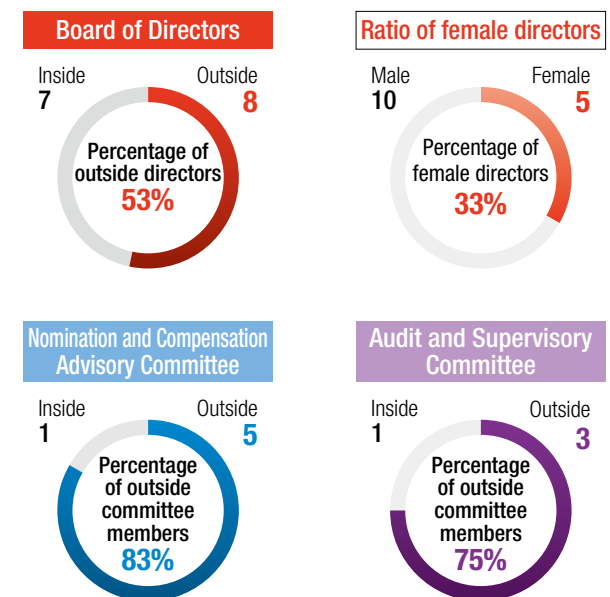 Board of Directors
Inside
7
Outside
8
Percentage of
outside directors
53%
Ratio of female directors
Male
10
Female
5
Percentage of
female directors
33%
Nomination and Compensation
Advisory Committee
Inside
1
Outside
5
Percentage
of outside
committee
members
83%
Audit and Supervisory
Committee
Inside
1
Outside
3
Percentage
of outside
committee
members
75%